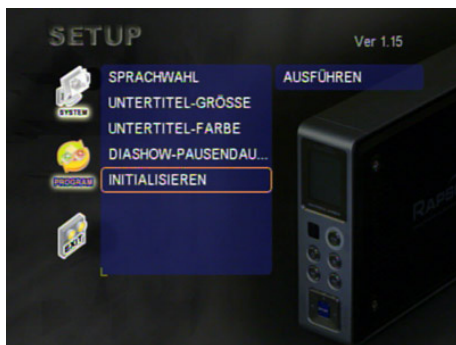 SETUP
Ver 1.15
SYSTEM
SPRACHWAHL
AUSFÜHREN
UNTERTITEL-GRÖSSE
UNTERTITEL-FARBE
DIASHOW-PAUSENDAU...
PROGRAM
INITIALISIEREN
EXIT